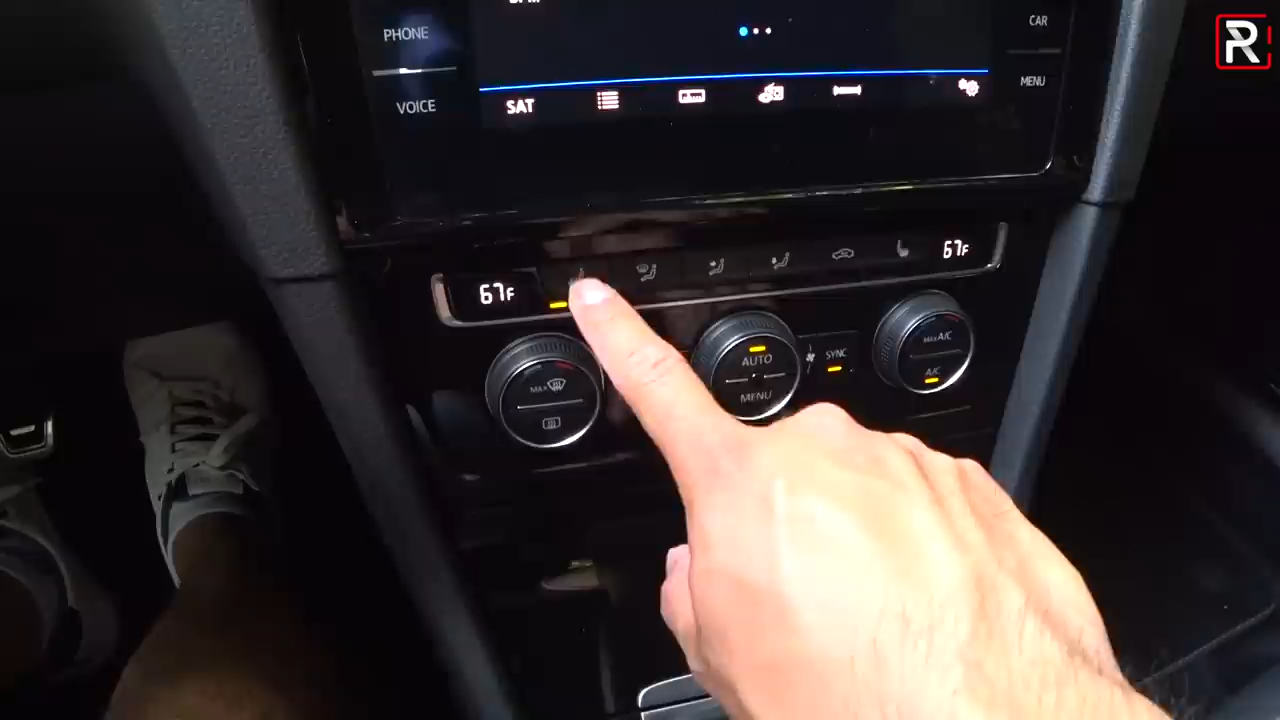 PHONE
CAR
VOICE
MENU
SAT
67F
67F
MAX
AUTO
MENU
SYNC
MAX A/C
A/C
R